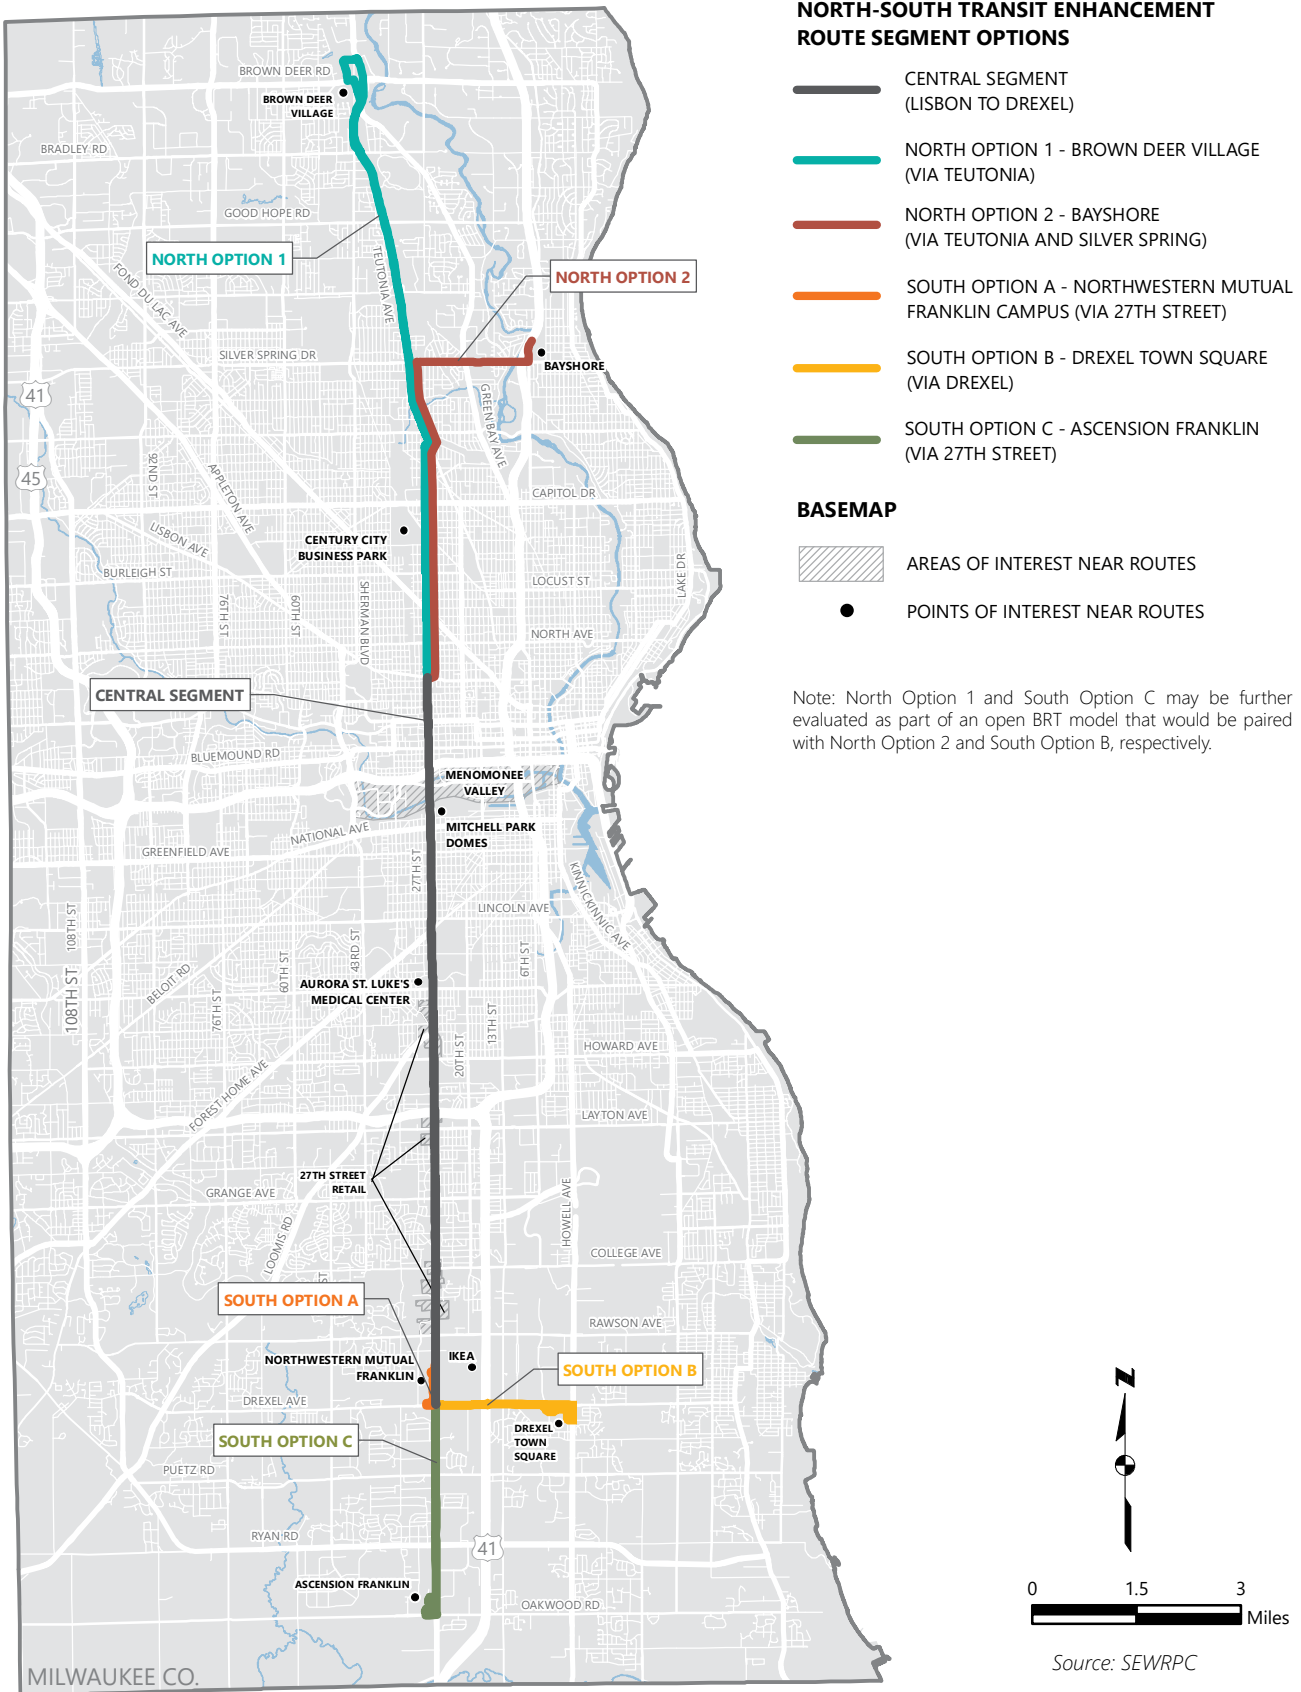 NORTH-SOUTH TRANSIT ENHANCEMENT
ROUTE SEGMENT OPTIONS
CENTRAL SEGMENT
(LISBON TO DREXEL)
NORTH OPTION 1 - BROWN DEER VILLAGE
(VIA TEUTONIA)
NORTH OPTION 2 - BAYSHORE
(VIA TEUTONIA AND SILVER SPRING)
SOUTH OPTION A - NORTHWESTERN MUTUAL
FRANKLIN CAMPUS (VIA 27TH STREET)
SOUTH OPTION B - DREXEL TOWN SQUARE
(VIA DREXEL)
SOUTH OPTION C - ASCENSION FRANKLIN
(VIA 27TH STREET)
BASEMAP
AREAS OF INTEREST NEAR ROUTES
POINTS OF INTEREST NEAR ROUTES
Note: North Option 1 and South Option C may be further
evaluated as part of an open BRT model that would be paired
with North Option 2 and South Option B, respectively.
BROWN DEER RD
BROWN DEER
VILLAGE
BRADLEY RD
GOOD HOPE RD
NORTH OPTION 1
TEUTONIA AVE
FOND DU LAC AVE
NORTH OPTION 2
SILVER SPRING DR
BAYSHORE
41
GREEN BAY AVE
45
92ND ST
APPLETON AVE
CAPITOL DR
LISBON AVE
CENTURY CITY
BUSINESS PARK
BURLEIGH ST
LOCUST ST
LAKE DR
76TH ST
60TH ST
SHERMAN BLVD
NORTH AVE
CENTRAL SEGMENT
BLUEMOUND RD
MENOMONEE
VALLEY
MITCHELL PARK
DOMES
NATIONAL AVE
GREENFIELD AVE
27TH ST
KINNICKINNIC AVE
LINCOLN AVE
108TH ST
108TH ST
BELOIT RD
76TH ST
60TH ST
43RD ST
6TH ST
AURORA ST. LUKE'S
MEDICAL CENTER
13TH ST
20TH ST
HOWARD AVE
FOREST HOME AVE
LAYTON AVE
27TH STREET
RETAIL
GRANGE AVE
HOWELL AVE
LOOMIS RD
COLLEGE AVE
ST
SOUTH OPTION A
RAWSON AVE
NORTHWESTERN MUTUAL
FRANKLIN
IKEA
SOUTH OPTION B
DREXEL AVE
DREXEL
TOWN
SQUARE
SOUTH OPTION C
PUETZ RD
RYAN RD
41
ASCENSION FRANKLIN
OAKWOOD RD
MILWAUKEE CO.
N
0 1.5 3
Miles
Source: SEWRPC